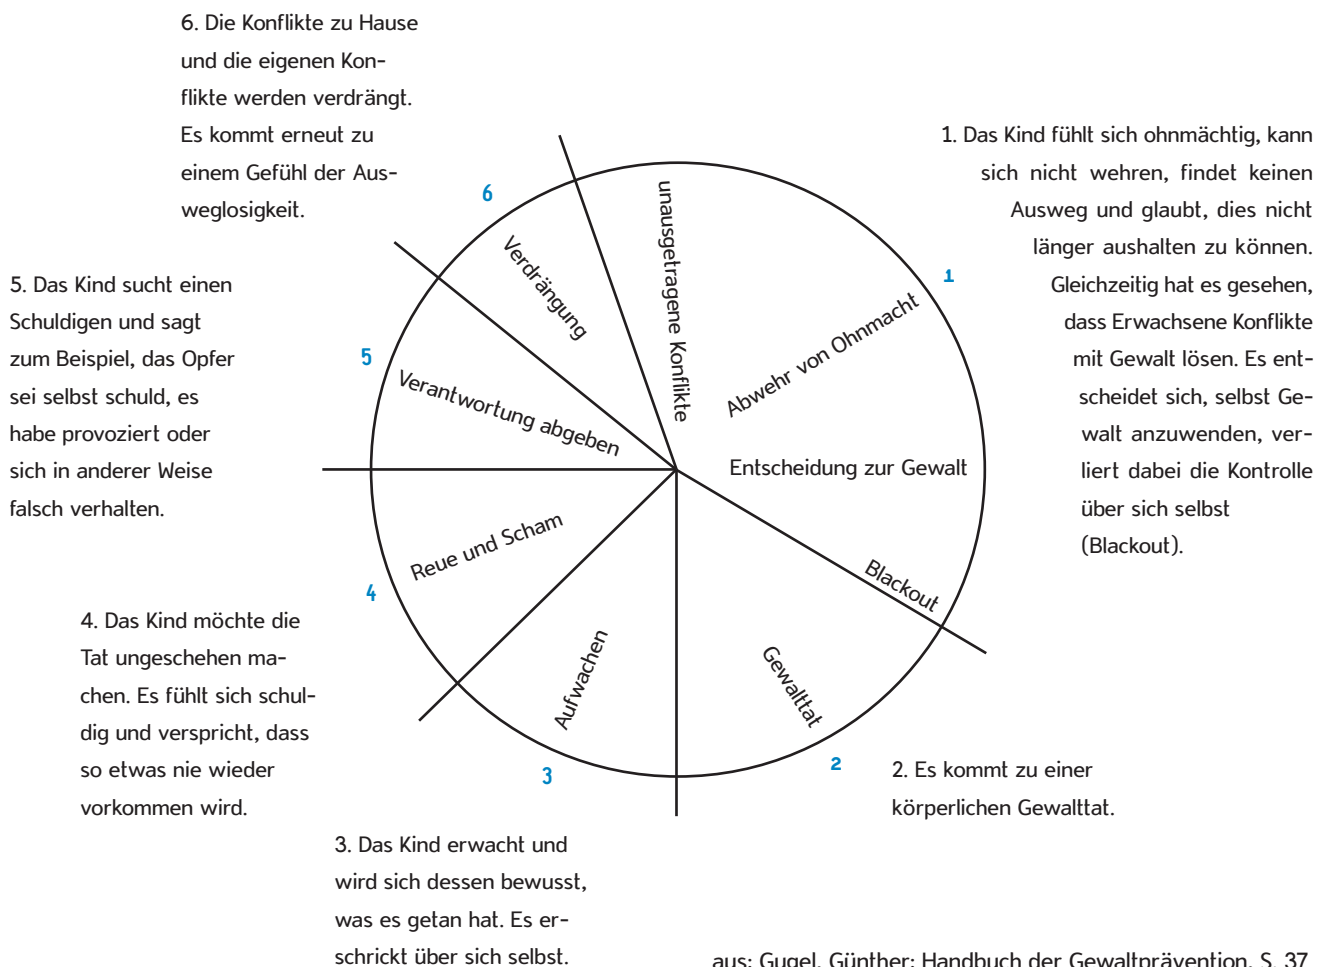 6. Die Konflikte zu Hause
und die eigenen Kon-
flikte werden verdrängt.
Es kommt erneut zu
einem Gefühl der Aus-
weglosigkeit.
1. Das Kind fühlt sich ohnmächtig, kann
sich nicht wehren, findet keinen
Ausweg und glaubt, dies nicht
länger aushalten zu können.
Gleichzeitig hat es gesehen,
dass Erwachsene Konflikte
mit Gewalt lösen. Es ent-
scheidet sich, selbst Ge-
walt anzuwenden, ver-
liert dabei die Kontrolle
über sich selbst
(Blackout).
5. Das Kind sucht einen
Schuldigen und sagt
zum Beispiel, das Opfer
sei selbst schuld, es
habe provoziert oder
sich in anderer Weise
falsch verhalten.
6
Verdrängung
unausgetragene Konflikte
1
Abwehr von Ohnmacht
Entscheidung zur Gewalt
Blackout
5
Verantwortung abgeben
4
Reue und Scham
3
Aufwachen
2
Gewalttat
4. Das Kind möchte die
Tat ungeschehen ma-
chen. Es fühlt sich schul-
dig und verspricht, dass
so etwas nie wieder
vorkommen wird.
2. Es kommt zu einer
körperlichen Gewalttat.
3. Das Kind erwacht und
wird sich dessen bewusst,
was es getan hat. Es er-
schrickt über sich selbst.
aus: Gugel, Günther: Handbuch der Gewaltprävention, S. 37